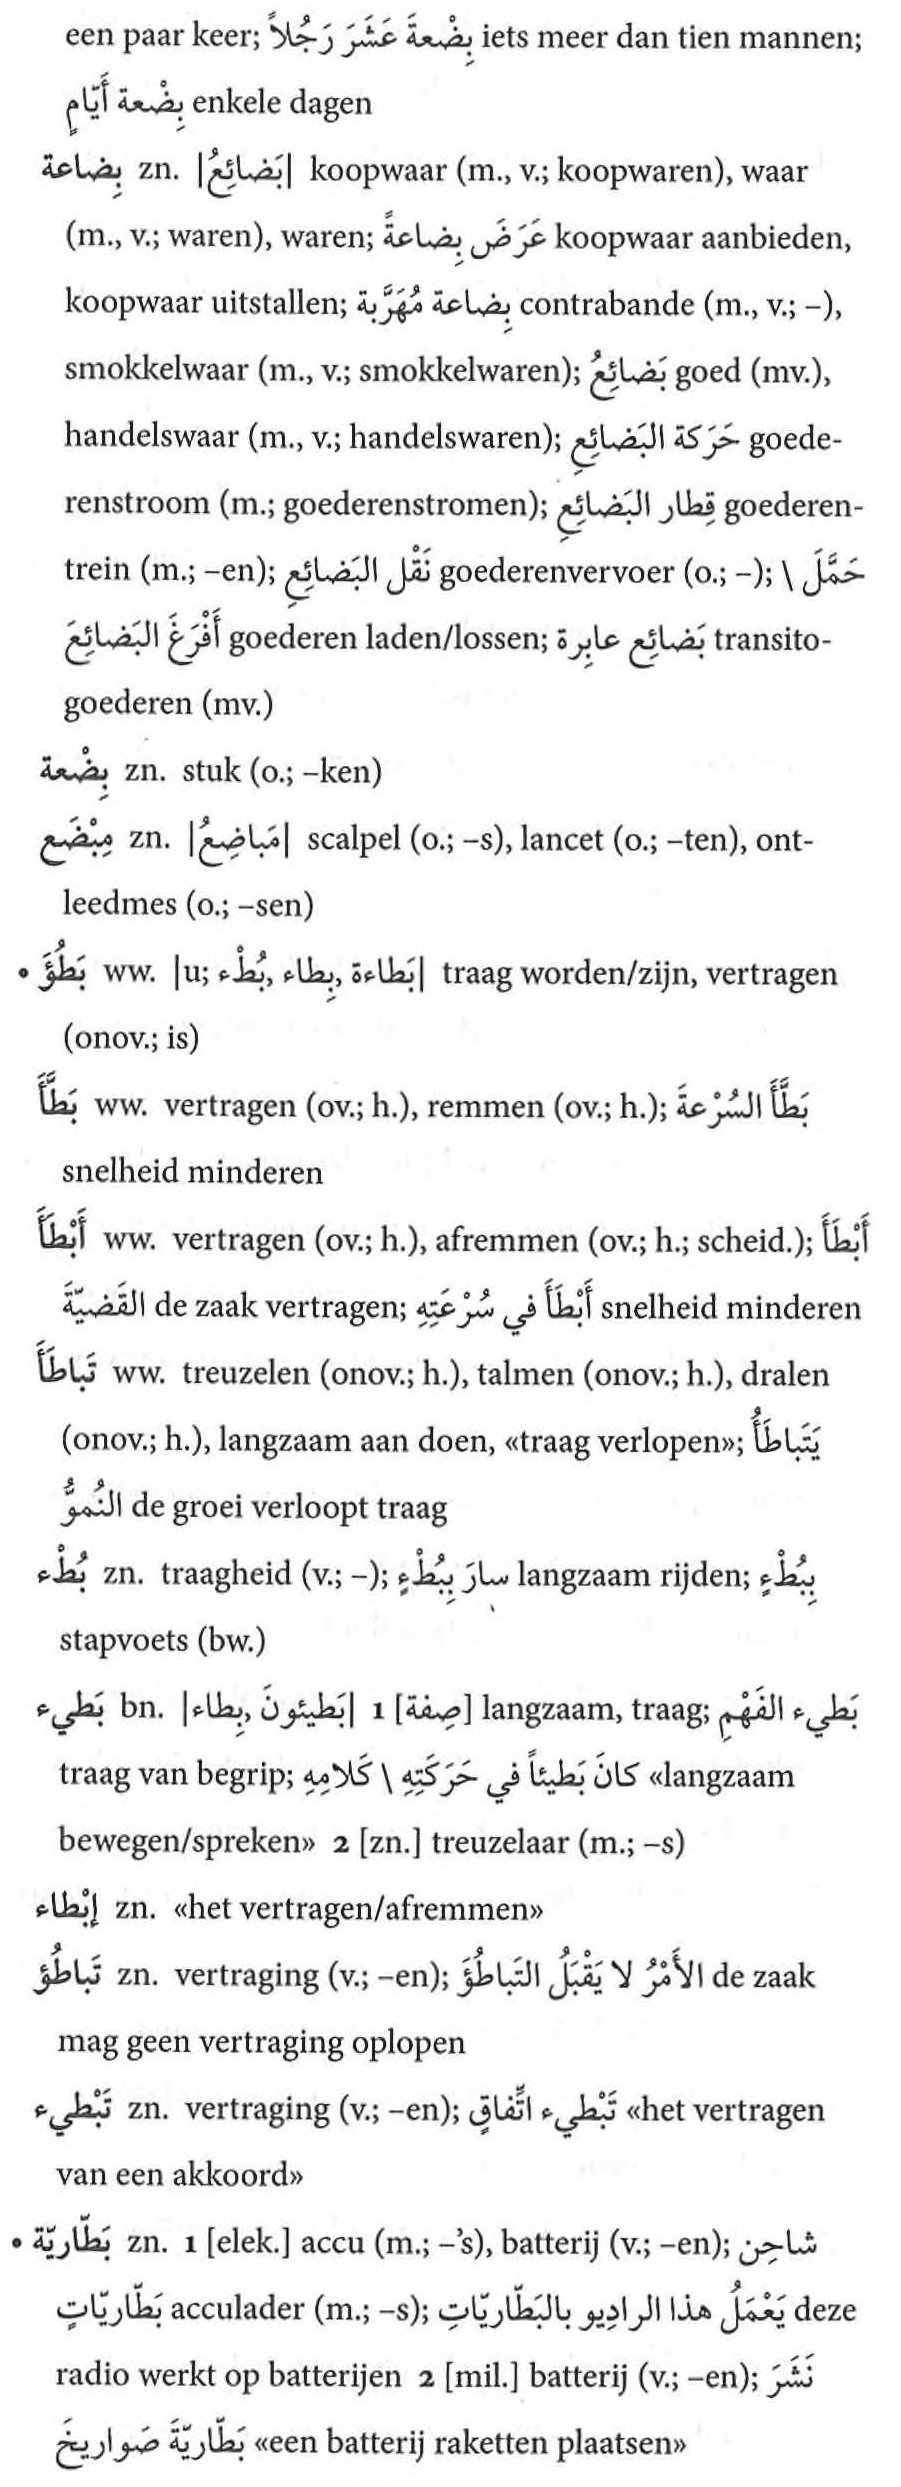 een paar keer; بِضْعةَ عَشَرَ رَجُلاً iets meer dan tien mannen;
بِضْعة أَيّامٍ enkele dagen
بِضاعة zn. |بَضائِعُ| koopwaar (m., v.; koopwaren), waar
(m., v.; waren), waren; عَرَضَ بِضاعةً koopwaar aanbieden,
koopwaar uitstallen; بِضاعة مُهَرَّبة contrabande (m., v.; –),
smokkelwaar (m., v.; smokkelwaren); بَضائِعُ goed (mv.),
handelswaar (m., v.; handelswaren); حَرَكة البَضائِعِ goede-
renstroom (m.; goederenstromen); قِطار البَضائِعِ goederen-
trein (m.; –en); نَقْل البَضائِعِ goederenvervoer (o.; –); حَمَّلَ \
أَفْرَغَ البَضائِعَ goederen laden/lossen; بَضائِع عابِرة transito-
goederen (mv.)
بِضْعة zn. stuk (o.; –ken)
مِبْضَع zn. |مَباضِعُ| scalpel (o.; –s), lancet (o.; –ten), ont-
leedmes (o.; –sen)
• بَطُؤَ ww. |u; بَطاءة, بِطاء, بُطْء| traag worden/zijn, vertragen
(onov.; is)
بَطَّأَ ww. vertragen (ov.; h.), remmen (ov.; h.); بَطَّأَ السُرْعةَ
snelheid minderen
أَبْطَأَ ww. vertragen (ov.; h.), afremmen (ov.; h.; scheid.); أَبْطَأَ
القَضيّةَ de zaak vertragen; أَبْطَأَ في سُرْعَتِهِ snelheid minderen
تَباطَأَ ww. treuzelen (onov.; h.), talmen (onov.; h.), dralen
(onov.; h.), langzaam aan doen, «traag verlopen»; يَتَباطَأُ
النُموُّ de groei verloopt traag
بُطْء zn. traagheid (v.; –); سارَ بِبُطْءٍ langzaam rijden; بِبُطْءٍ
stapvoets (bw.)
بَطيء bn. |بَطيئونَ, بِطاء| 1 [صِفة] langzaam, traag; بَطيء الفَهْمِ
traag van begrip; كانَ بَطيئاً في حَرَكَتِهِ \ كَلامِهِ «langzaam
bewegen/spreken» 2 [zn.] treuzelaar (m.; –s)
إبْطاء zn. «het vertragen/afremmen»
تَباطُؤ zn. vertraging (v.; –en); الأَمْرُ لا يَقْبَلُ التَباطُؤَ de zaak
mag geen vertraging oplopen
تَبْطيء zn. vertraging (v.; –en); تَبْطيء اتِّفاقٍ «het vertragen
van een akkoord»
• بَطّاريّة zn. 1 [elek.] accu (m.; –’s), batterij (v.; –en); شاحِن
بَطّاريّاتٍ acculader (m.; –s); يَعْمَلُ هذا الراديو بالبَطّاريّاتِ deze
radio werkt op batterijen 2 [mil.] batterij (v.; –en); نَشَرَ
بَطّاريّةَ صَواريخَ «een batterij raketten plaatsen»